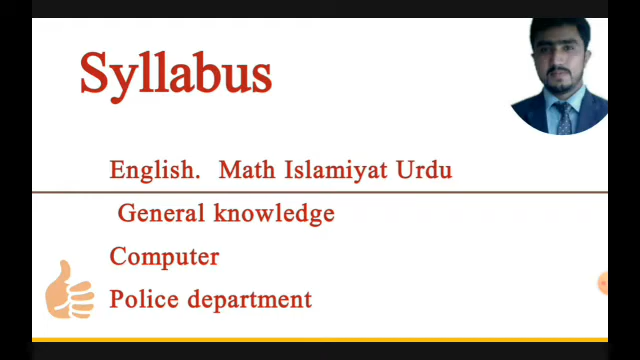 Syllabus
English.  Math Islamiyat Urdu
General knowledge
Computer
Police department